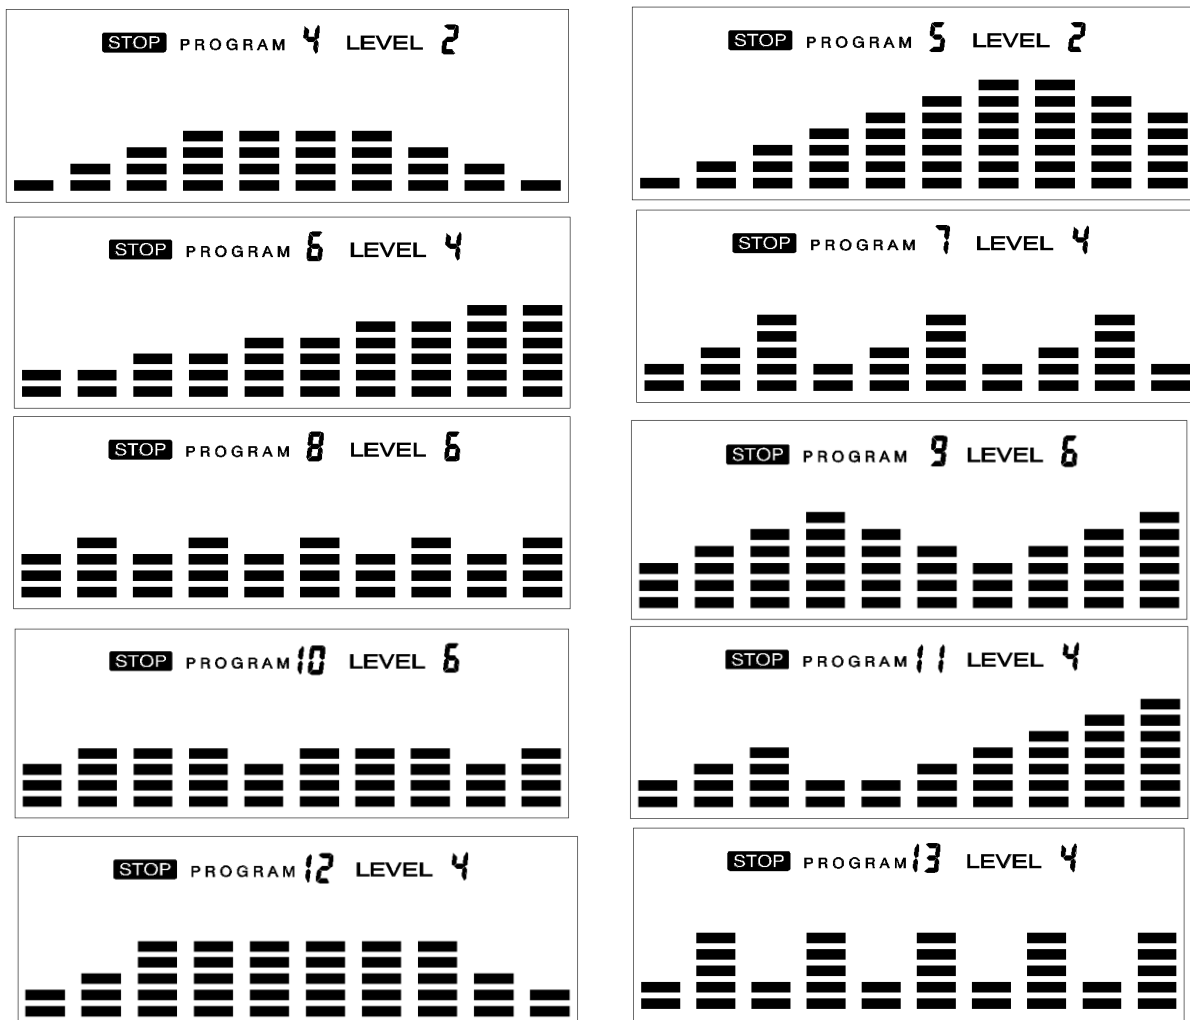 STOP PROGRAM 4 LEVEL 2
STOP PROGRAM 5 LEVEL 2
STOP PROGRAM 6 LEVEL 4
STOP PROGRAM 7 LEVEL 4
STOP PROGRAM 8 LEVEL 6
STOP PROGRAM 9 LEVEL 6
STOP PROGRAM 10 LEVEL 6
STOP PROGRAM 11 LEVEL 4
STOP PROGRAM 12 LEVEL 4
STOP PROGRAM 13 LEVEL 4